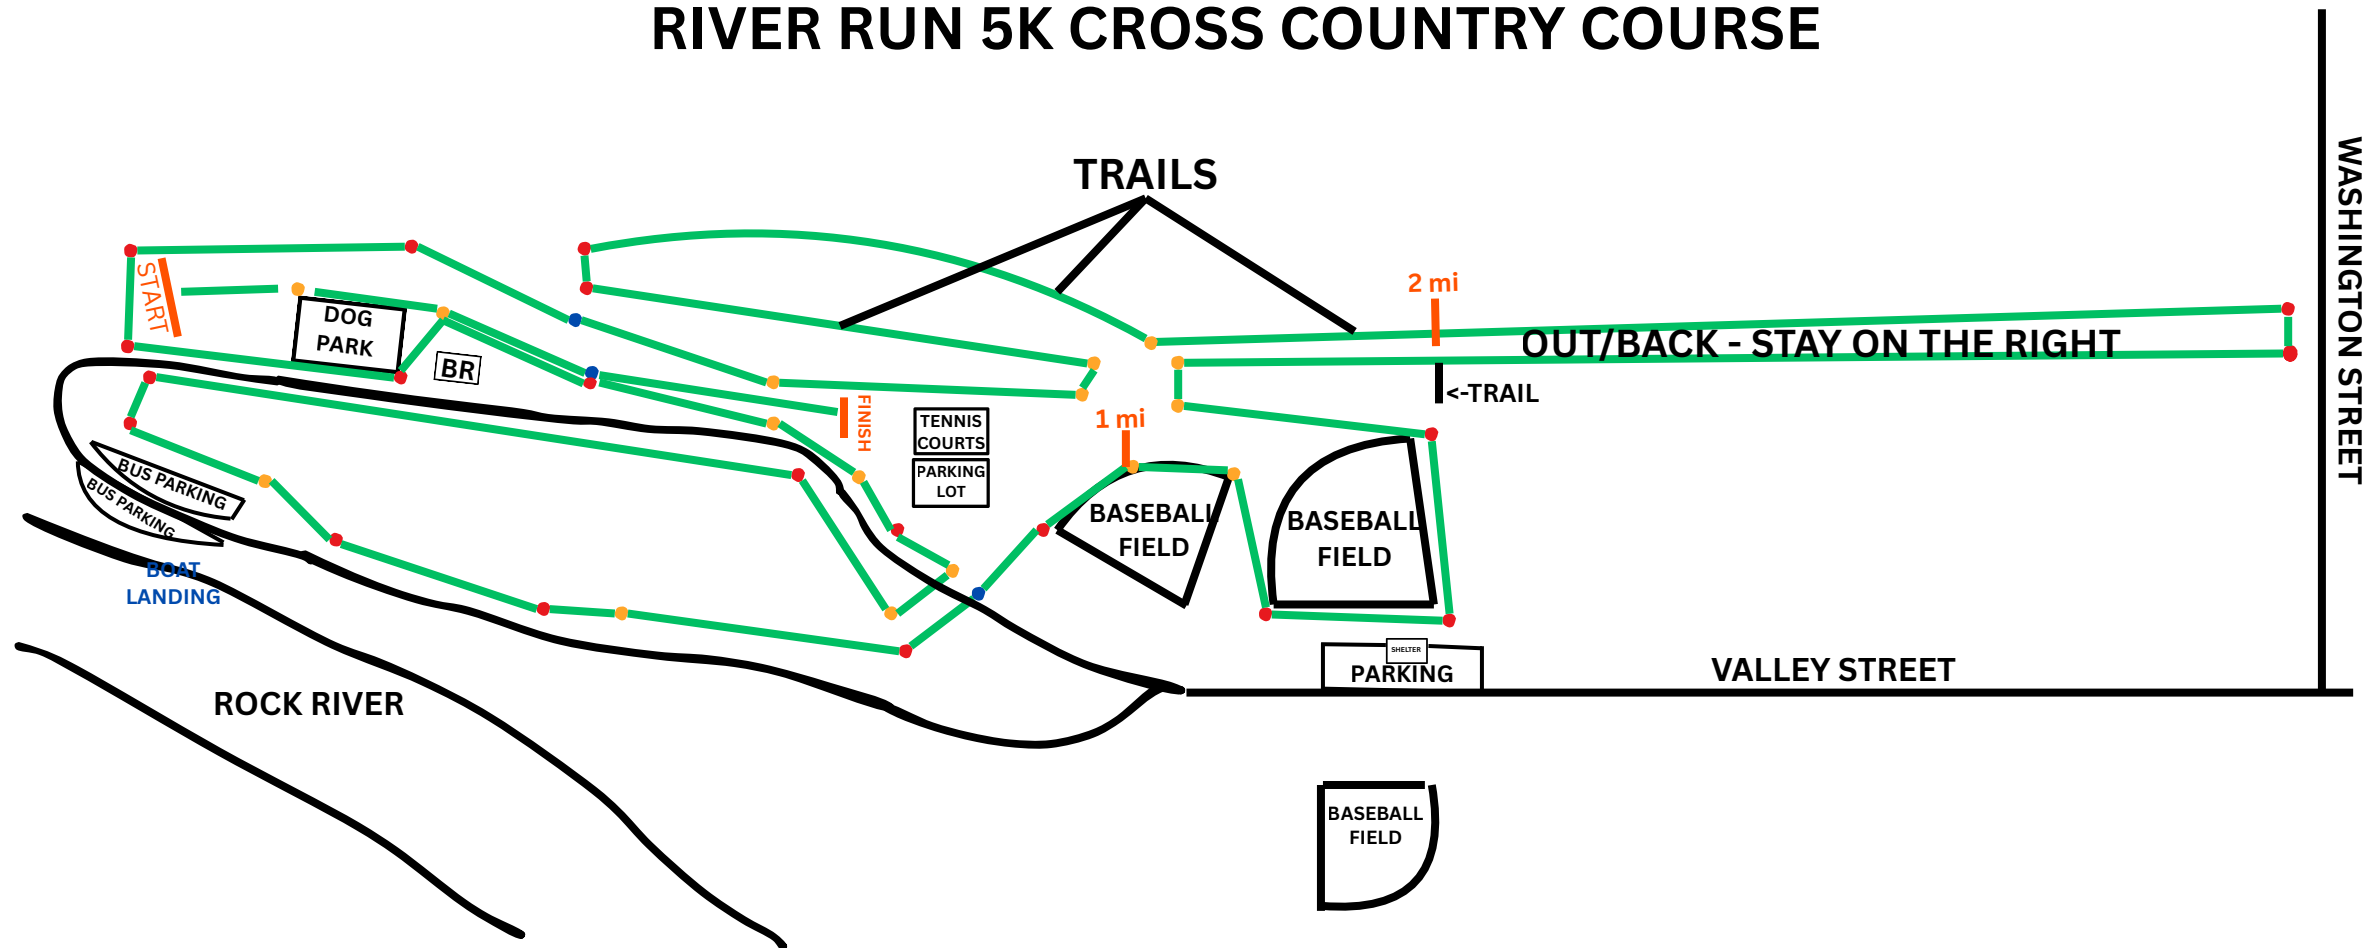 RIVER RUN 5K CROSS COUNTRY COURSE
WASHINGTON STREET
TRAILS
START
2 mi
DOG
PARK
OUT/BACK - STAY ON THE RIGHT
BR
<-TRAIL
FINISH
TENNIS
COURTS
1 mi
PARKING
LOT
BUS PARKING
BUS PARKING
BASEBALL
FIELD
BASEBALL
FIELD
BOAT
LANDING
SHELTER
PARKING
VALLEY STREET
ROCK RIVER
BASEBALL
FIELD